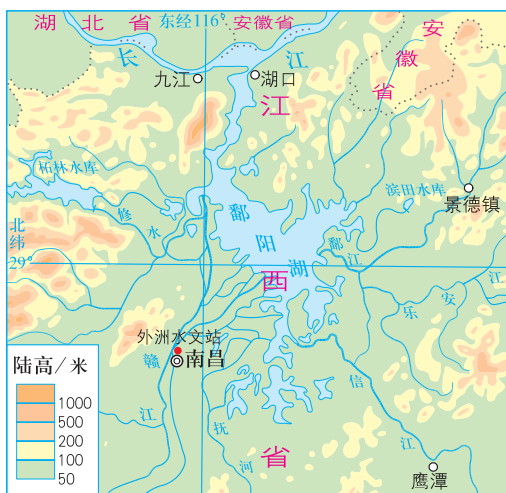 湖北省
东经116°
安徽省
安徽省
长江
九江
湖口
江西省
柘林水库
修水
北纬29°
鄱阳湖
鄱江
滨田水库
景德镇
乐安江
外洲水文站
南昌
赣江
抚河
信江
鹰潭
陆高/米
1000
500
200
100
50